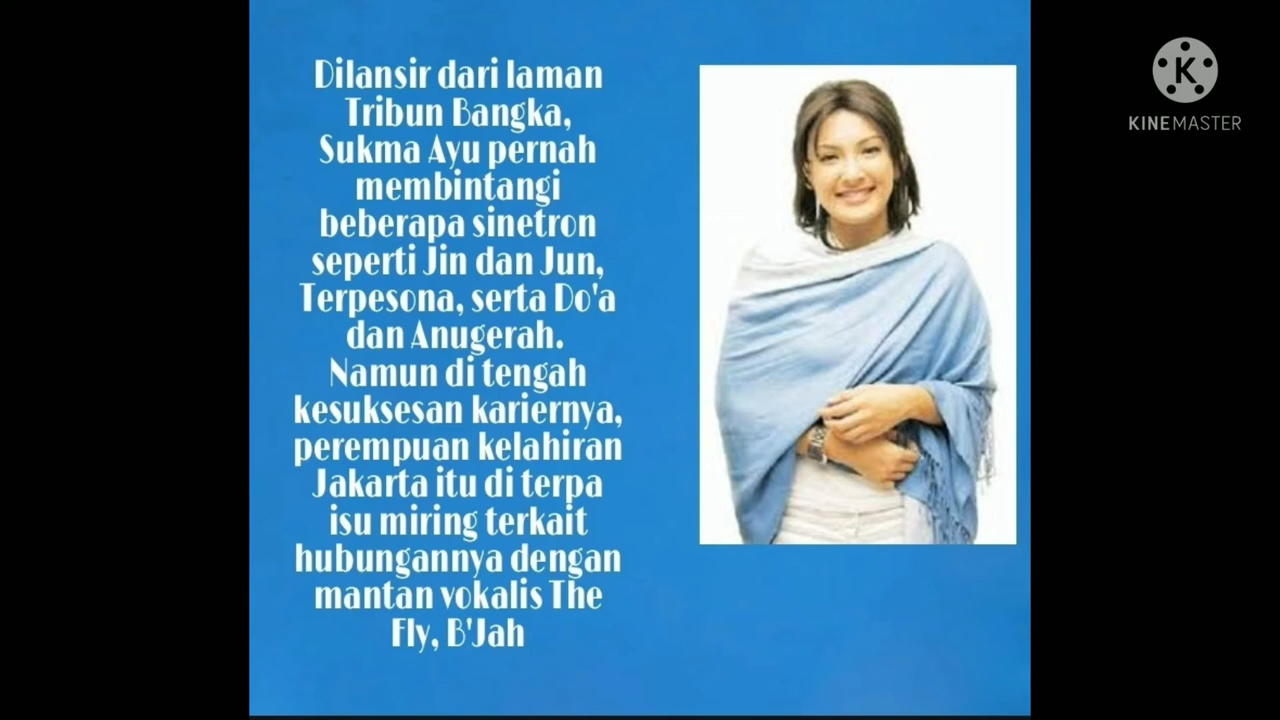 Dilansir dari laman
Tribun Bangka,
Sukma Ayu pernah
membintangi
beberapa sinetron
seperti Jin dan Jun,
Terpesona, serta Do'a
dan Anugerah.
Namun di tengah
kesuksesan kariernya,
perempuan kelahiran
Jakarta itu di terpa
isu miring terkait
hubungannya dengan
mantan vokalis The
Fly, B'Jah
K
KINEMASTER